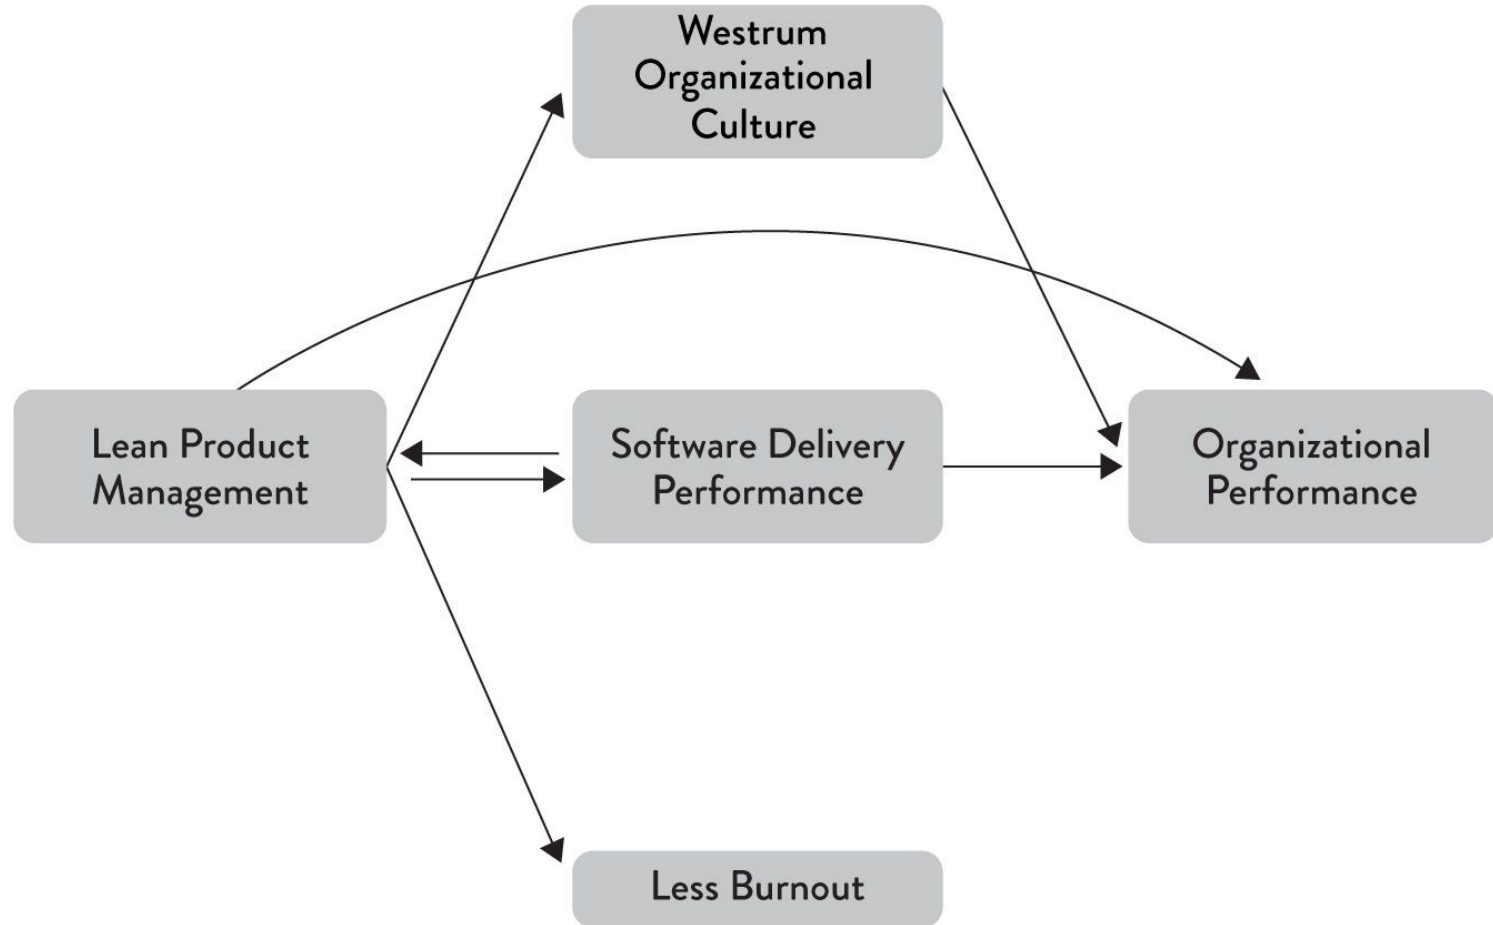 Westrum
Organizational
Culture
Lean Product
Management
Software Delivery
Performance
Organizational
Performance
Less Burnout